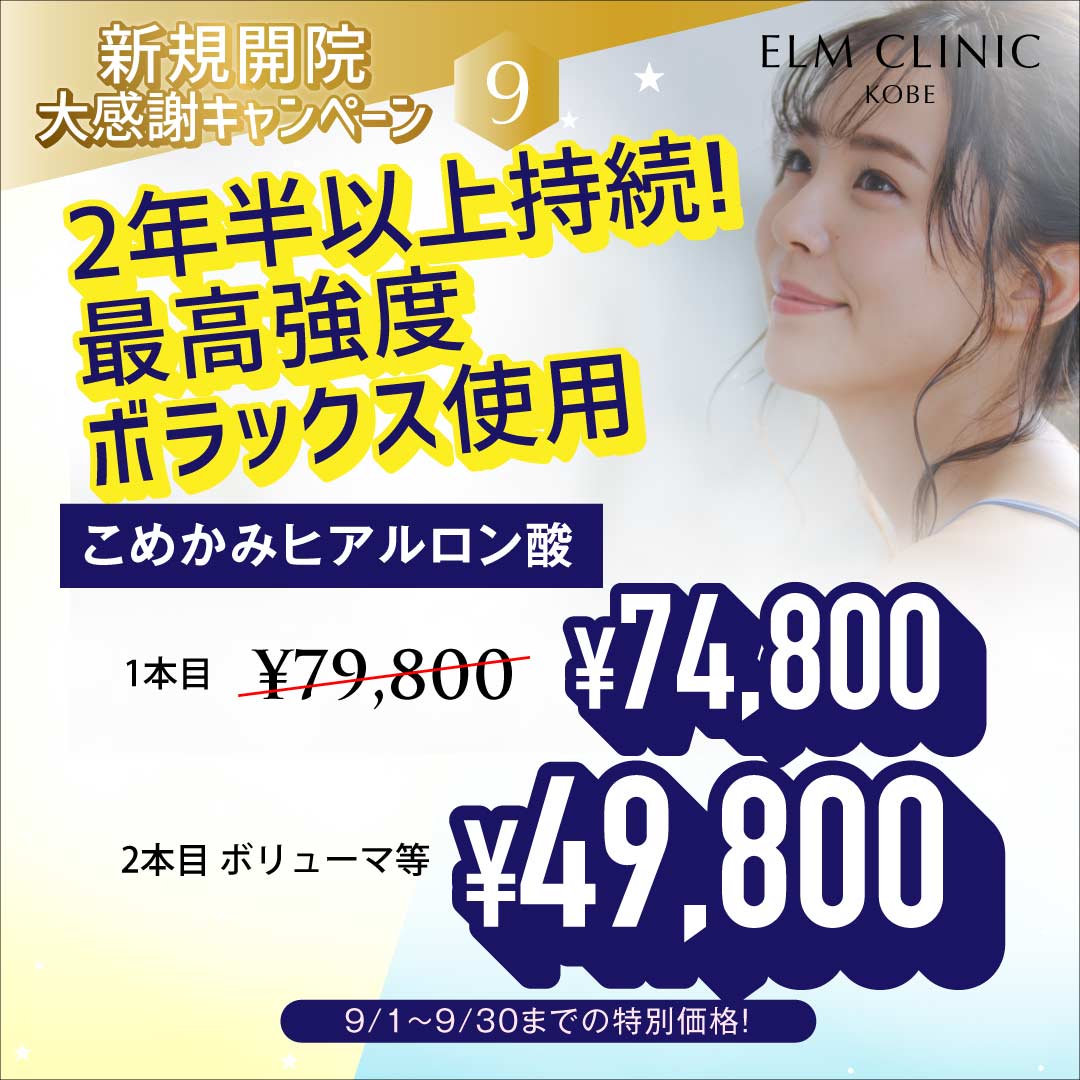 新規開院
大感謝キャンペーン
9
ELM CLINIC
KOBE
2年半以上持続!
最高強度
ボラックス使用
こめかみヒアルロン酸
1本目 ¥79,800 ¥74,800
2本目 ボリューマ等 ¥49,800
9/1～9/30までの特別価格!